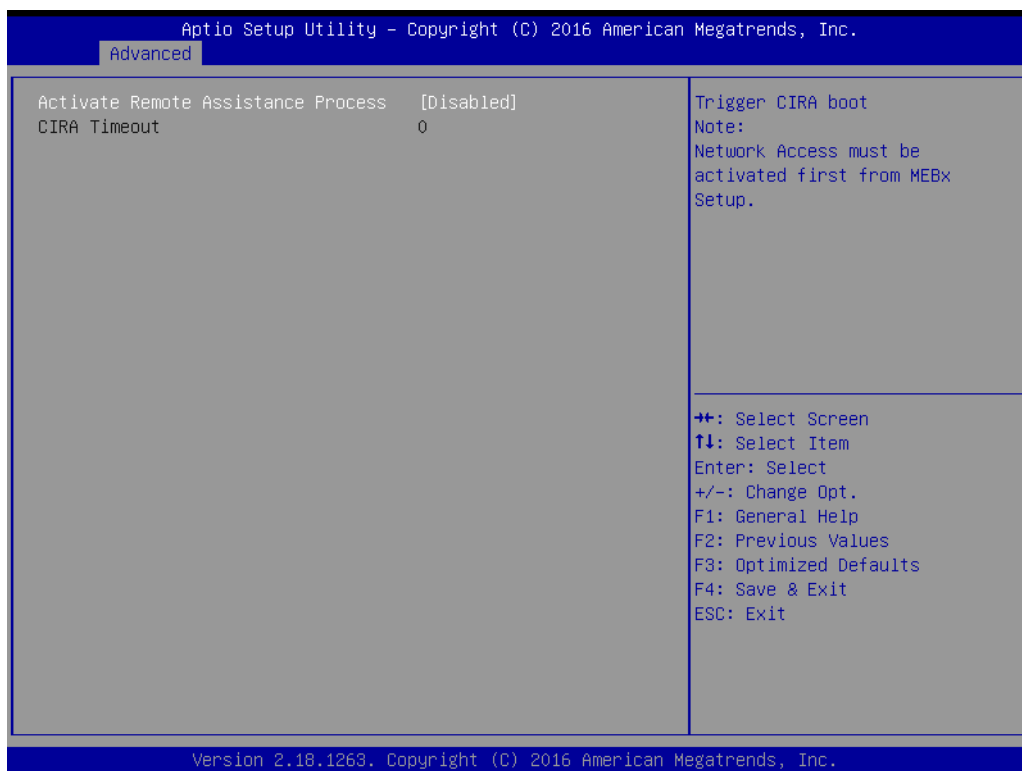 Aptio Setup Utility – Copyright (C) 2016 American Megatrends, Inc.
Advanced
Activate Remote Assistance Process [Disabled]
CIRA Timeout 0
Trigger CIRA boot
Note:
Network Access must be
activated first from MEBx
Setup.
→←: Select Screen
↑↓: Select Item
Enter: Select
+/-: Change Opt.
F1: General Help
F2: Previous Values
F3: Optimized Defaults
F4: Save & Exit
ESC: Exit
Version 2.18.1263. Copyright (C) 2016 American Megatrends, Inc.